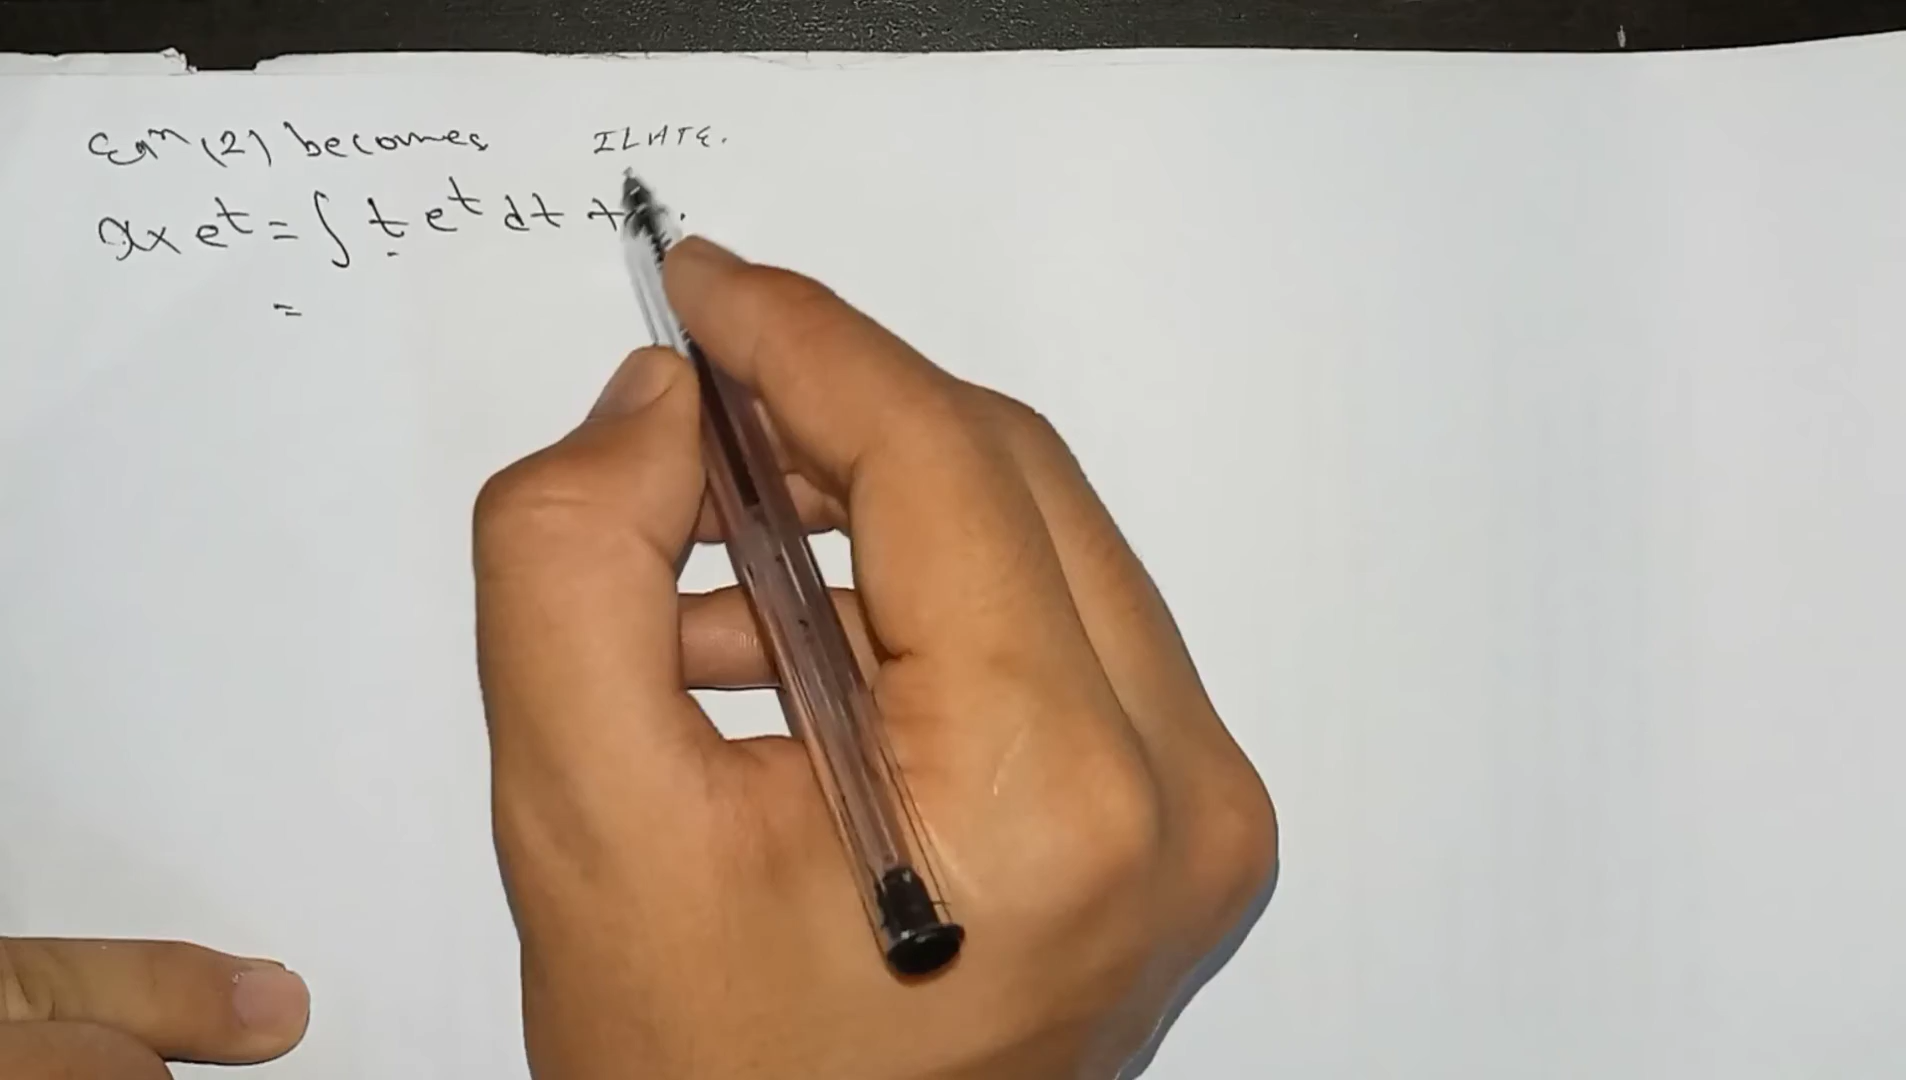 Eqⁿ (2) becomes ILATE.
x × e^t = ∫ t e^t dt +
=